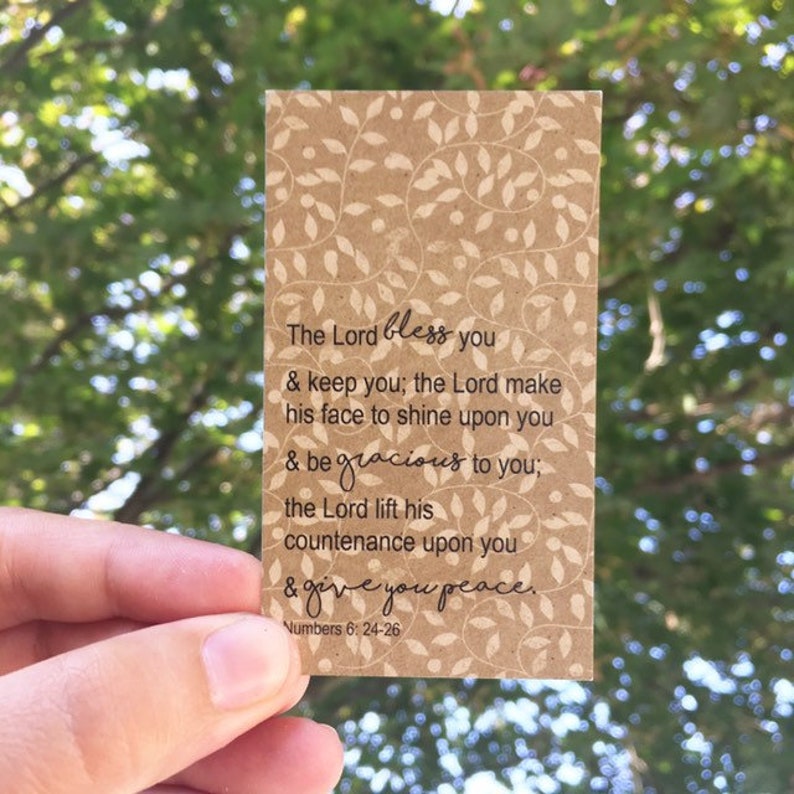 The Lord bless you
& keep you; the Lord make
his face to shine upon you
& be gracious to you;
the Lord lift his
countenance upon you
& give you peace.
Numbers 6: 24-26